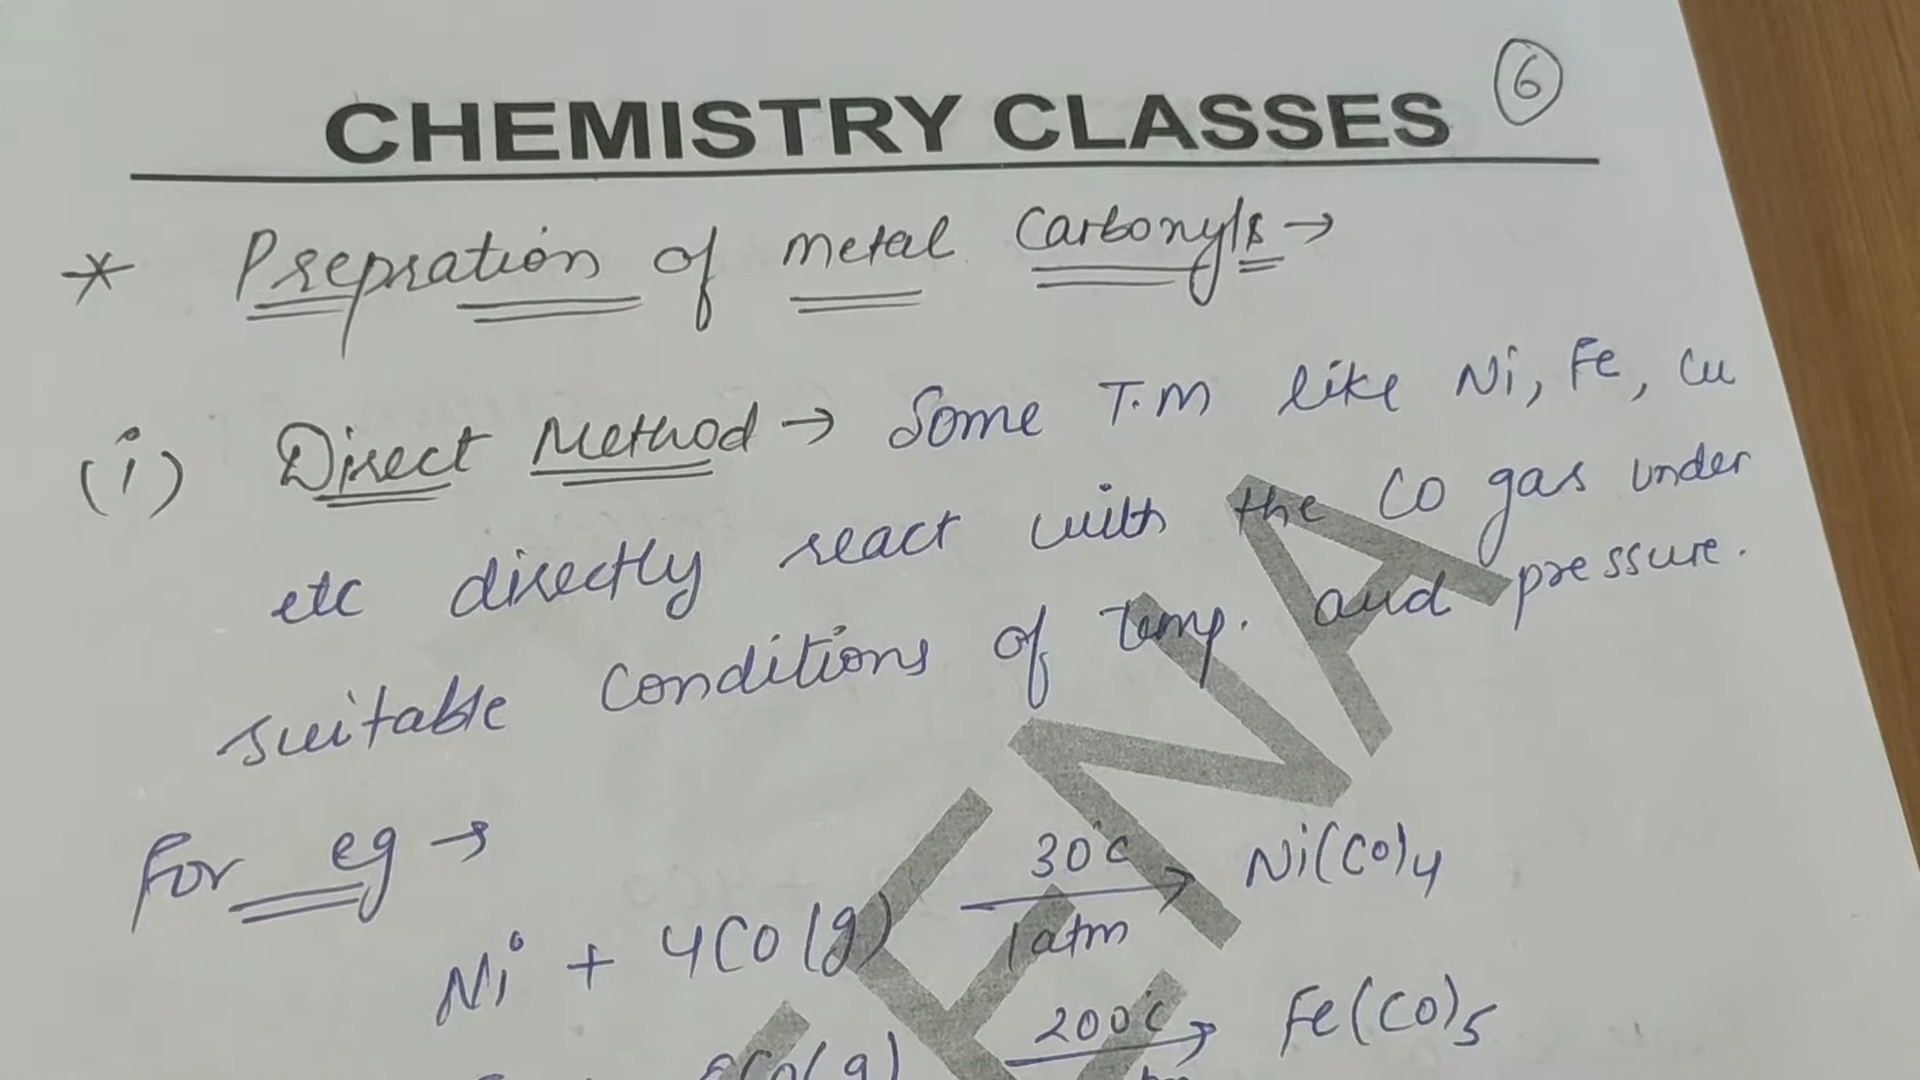 CHEMISTRY CLASSES 6
* Prepration of metal Carbonyls →
(i) Direct Method → Some T.M like Ni, Fe, Cu
etc directly react with the CO gas under
suitable conditions of temp. and pressure.
For eg →
Ni + 4CO(g) 30°C 1atm → Ni(CO)4
CO(g) 200°C → Fe(CO)5
ENA